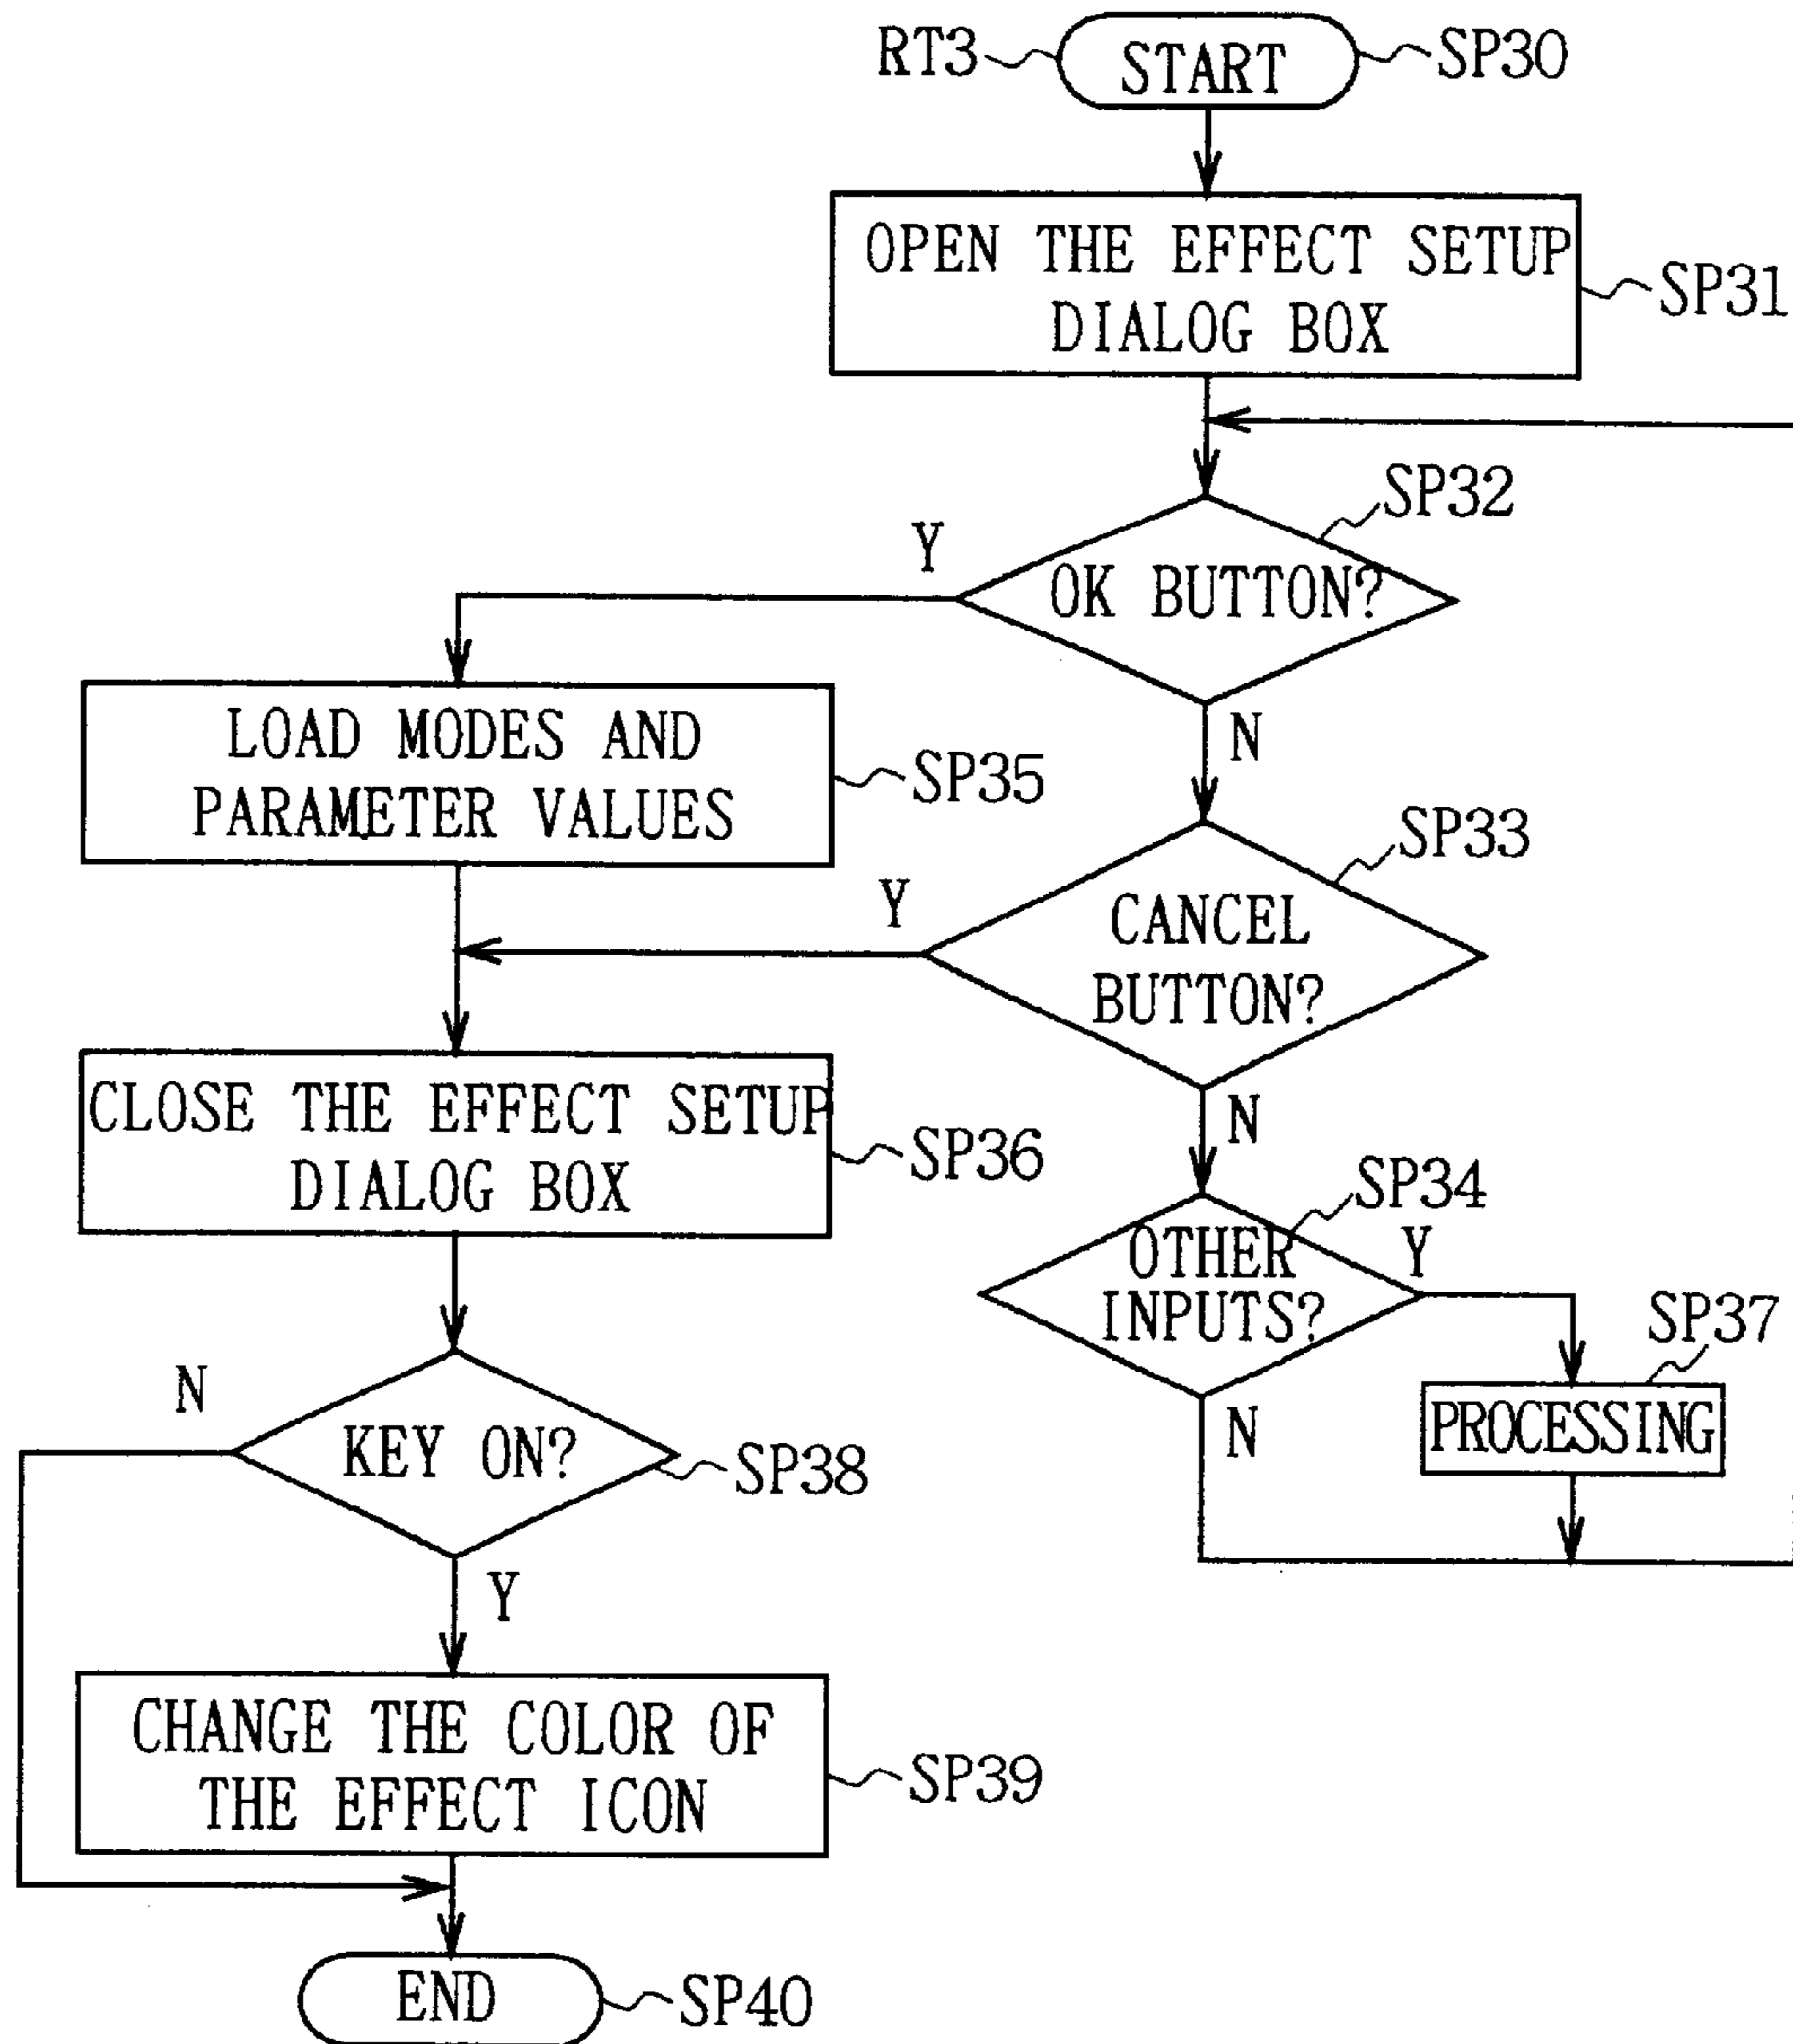 RT3
START
SP30
OPEN THE EFFECT SETUP
DIALOG BOX
SP31
SP32
Y
OK BUTTON?
N
LOAD MODES AND
PARAMETER VALUES
SP35
SP33
Y
CANCEL
BUTTON?
N
CLOSE THE EFFECT SETUP
DIALOG BOX
SP36
SP34
OTHER
INPUTS?
Y
N
SP37
PROCESSING
N
KEY ON?
SP38
Y
CHANGE THE COLOR OF
THE EFFECT ICON
SP39
END
SP40